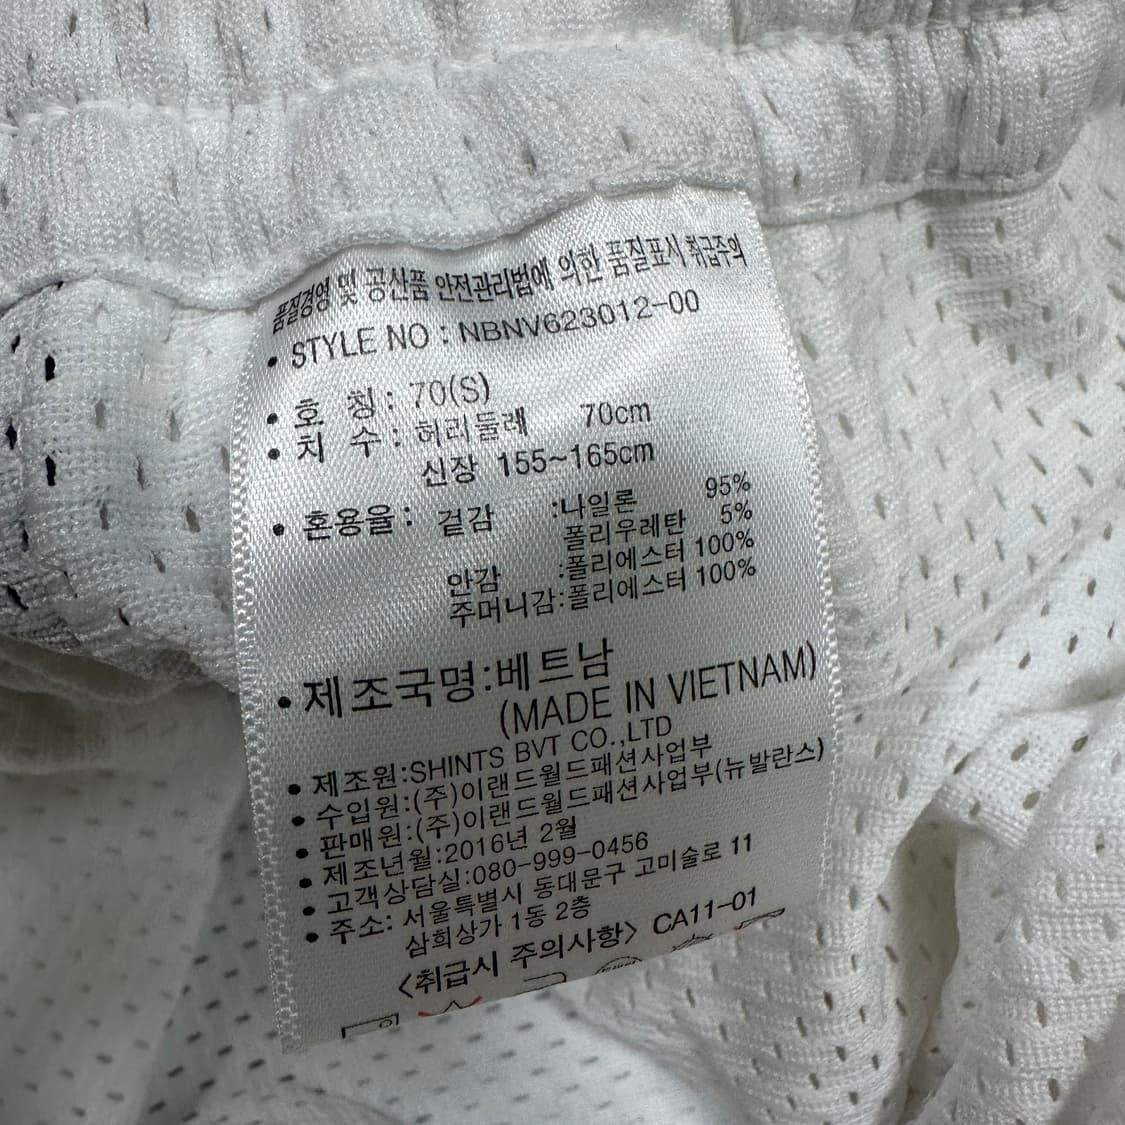 품질경영 및 공산품 안전관리법에 의한 품질표시 취급주의
• STYLE NO : NBNV623012-00
• 호 칭 : 70(S)
• 치 수 : 허리둘레 70cm
신장 155~165cm
• 혼용율 : 겉감 :나일론 95%
폴리우레탄 5%
안감 :폴리에스터 100%
주머니감:폴리에스터 100%
• 제조국명:베트남
(MADE IN VIETNAM)
• 제조원:SHINTS BVT CO.,LTD
• 수입원:(주)이랜드월드패션사업부
• 판매원:(주)이랜드월드패션사업부(뉴발란스)
• 제조년월:2016년 2월
• 고객상담실:080-999-0456
• 주소: 서울특별시 동대문구 고미술로 11
삼희상가 1동 2층
<취급시 주의사항> CA11-01